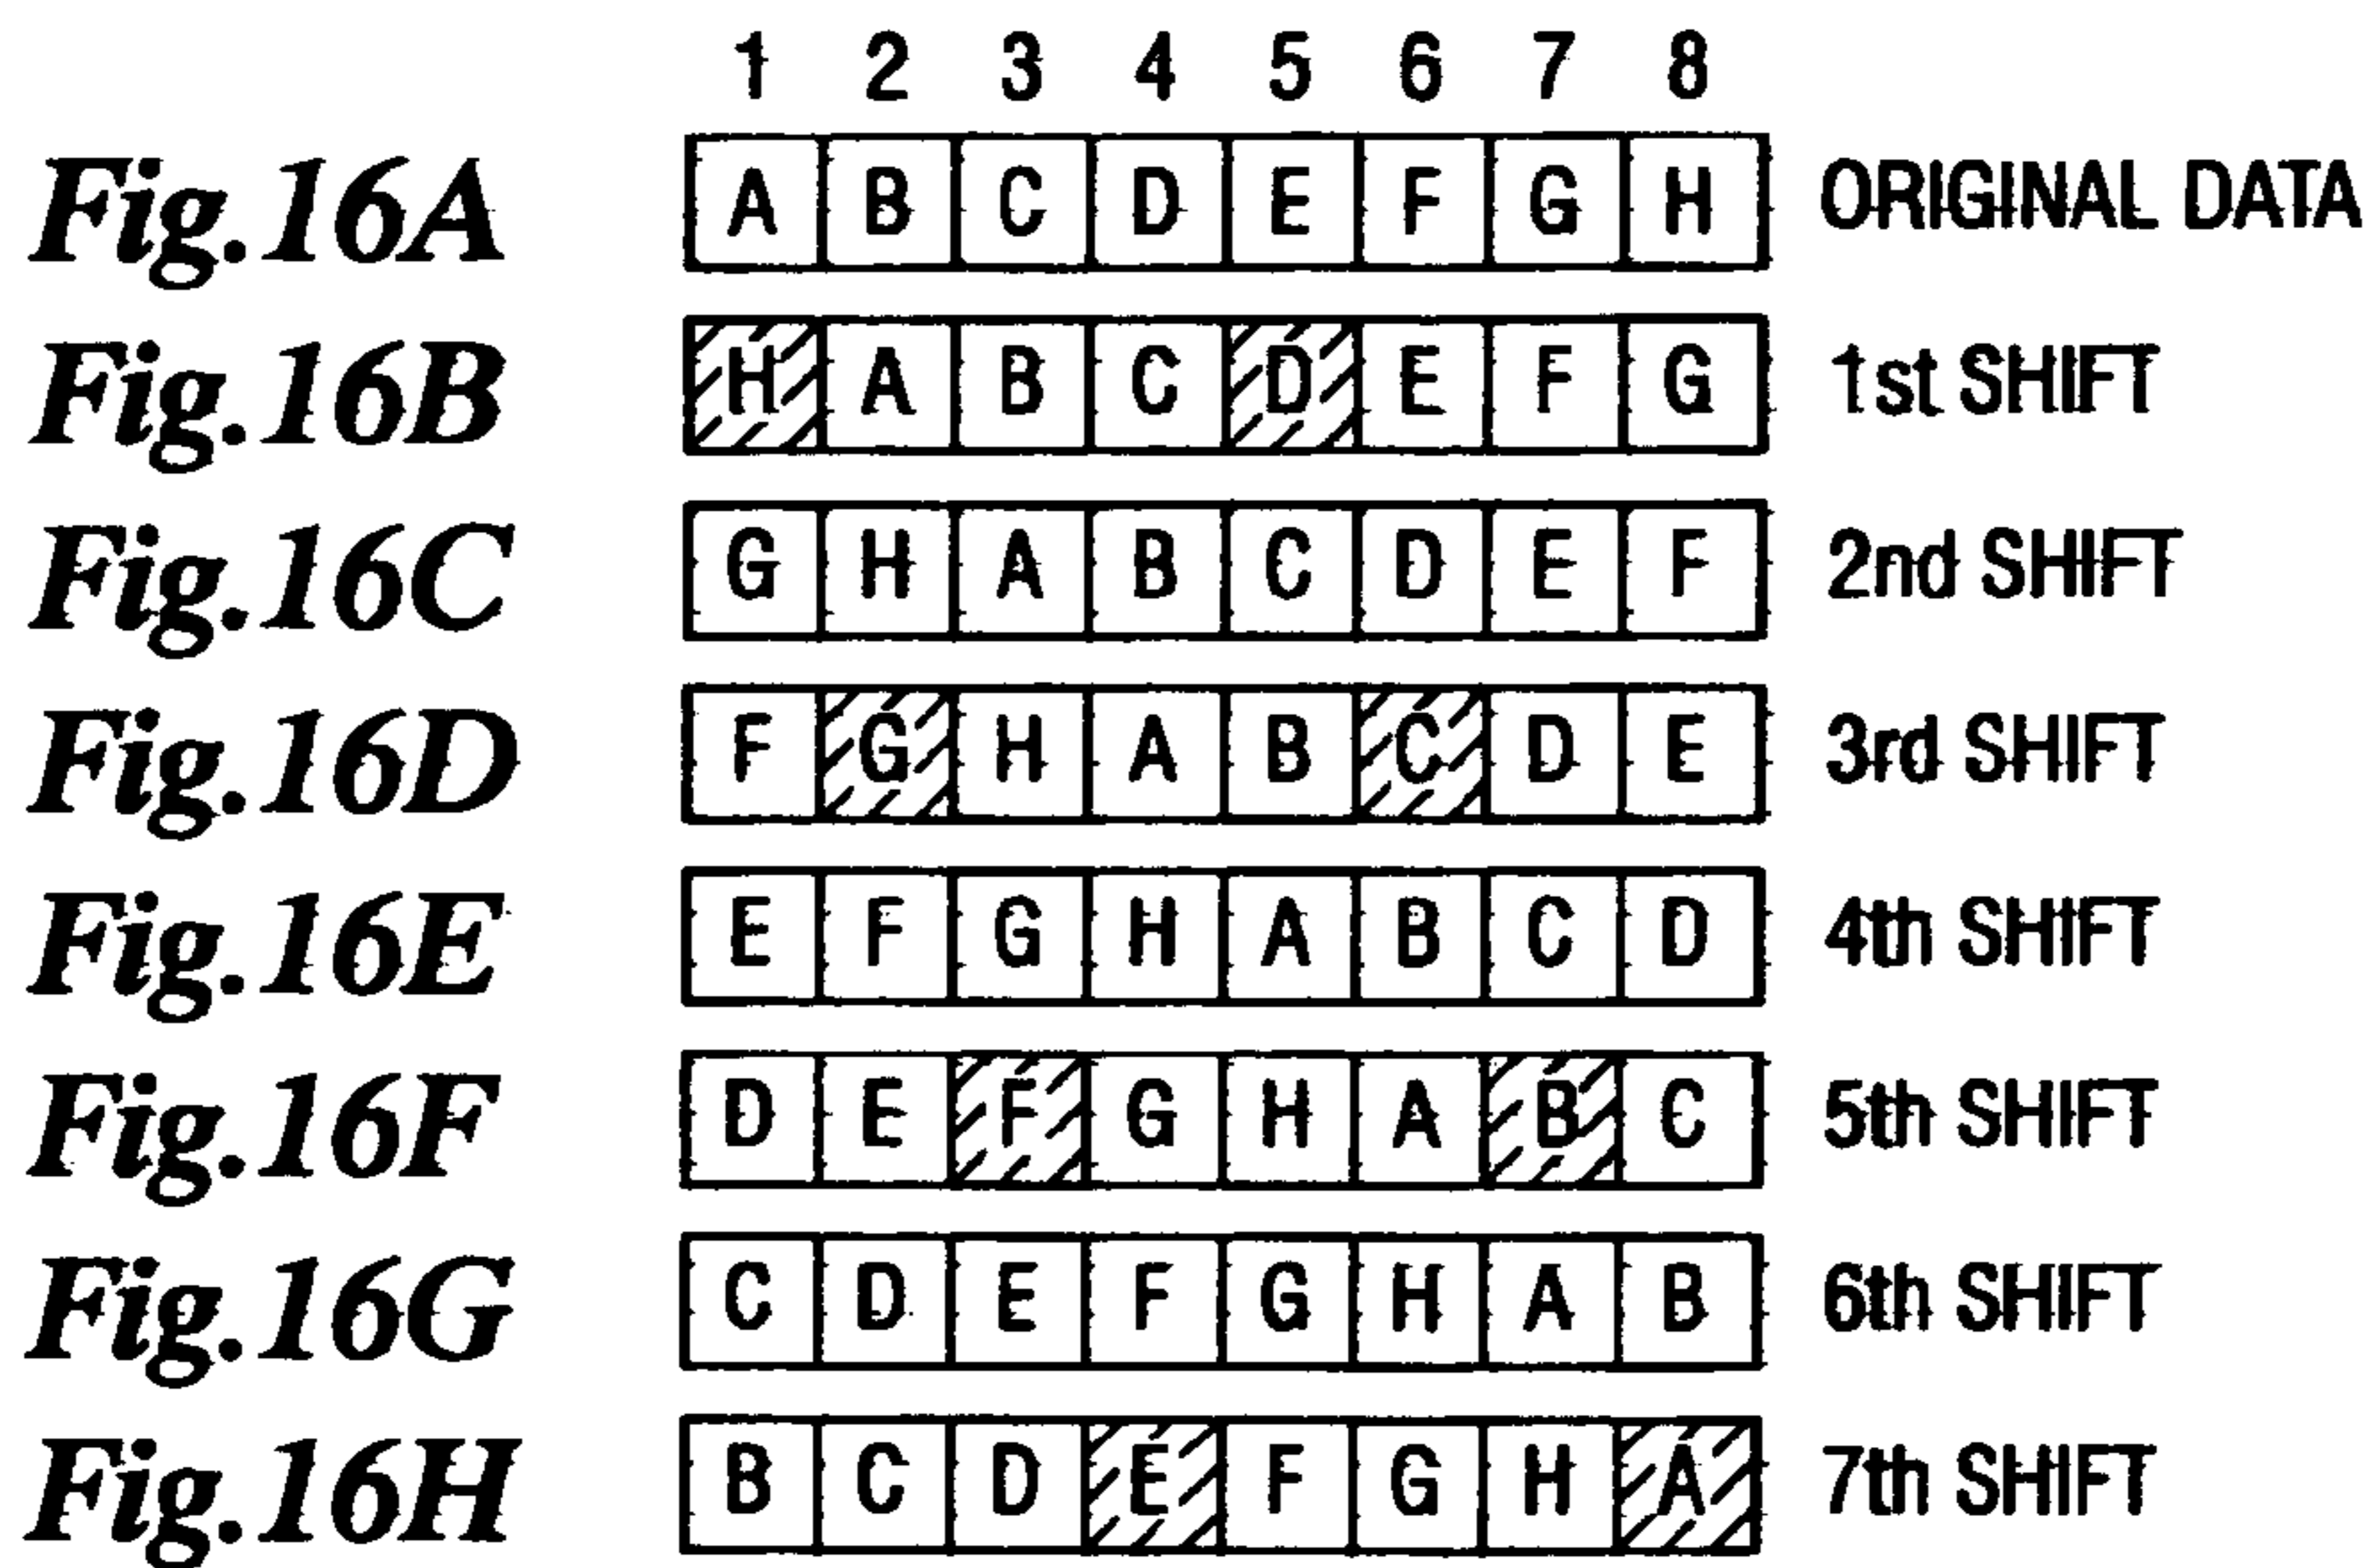 1 2 3 4 5 6 7 8
Fig.16A A B C D E F G H ORIGINAL DATA
Fig.16B H A B C D E F G 1st SHIFT
Fig.16C G H A B C D E F 2nd SHIFT
Fig.16D F G H A B C D E 3rd SHIFT
Fig.16E E F G H A B C D 4th SHIFT
Fig.16F D E F G H A B C 5th SHIFT
Fig.16G C D E F G H A B 6th SHIFT
Fig.16H B C D E F G H A 7th SHIFT